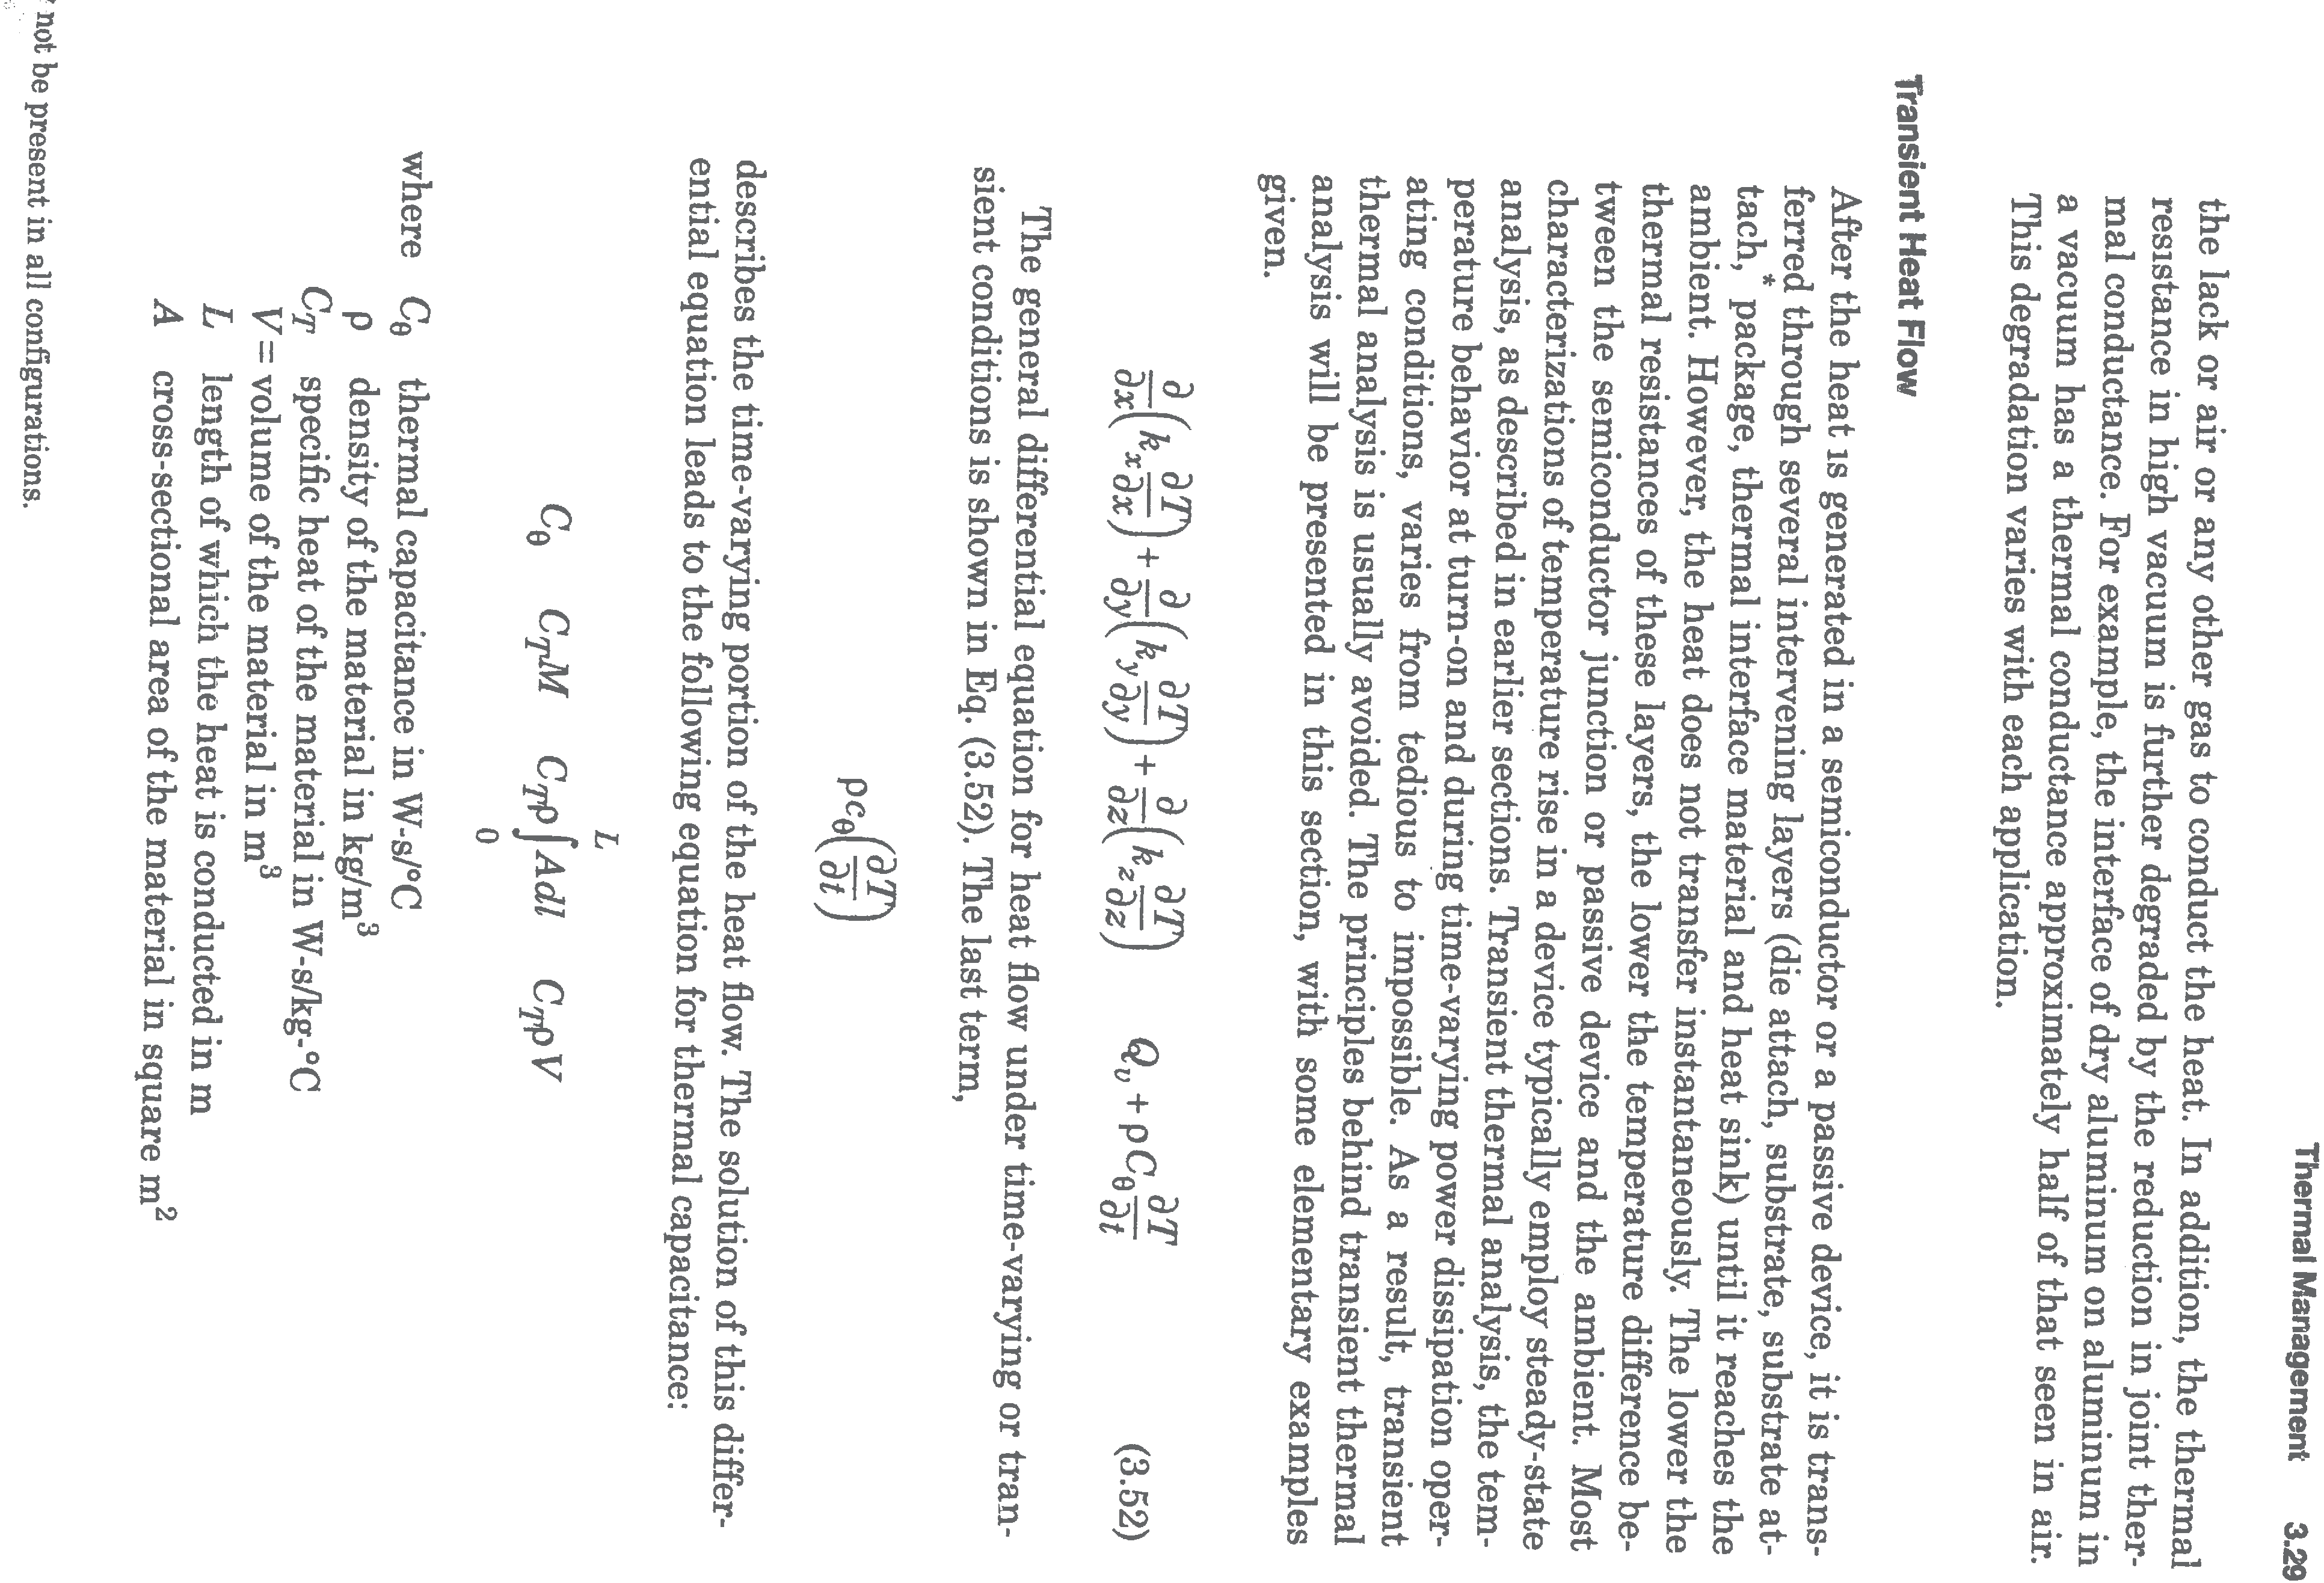 Thermal Management 3.29
the lack or air or any other gas to conduct the heat. In addition, the thermal
resistance in high vacuum is further degraded by the reduction in joint ther-
mal conductance. For example, the interface of dry aluminum on aluminum in
a vacuum has a thermal conductance approximately half of that seen in air.
This degradation varies with each application.
Transient Heat Flow
After the heat is generated in a semiconductor or a passive device, it is trans-
ferred through several intervening layers (die attach, substrate, substrate at-
tach,* package, thermal interface material and heat sink) until it reaches the
ambient. However, the heat does not transfer instantaneously. The lower the
thermal resistances of these layers, the lower the temperature difference be-
tween the semiconductor junction or passive device and the ambient. Most
characterizations of temperature rise in a device typically employ steady-state
analysis, as described in earlier sections. Transient thermal analysis, the tem-
perature behavior at turn-on and during time-varying power dissipation oper-
ating conditions, varies from tedious to impossible. As a result, transient
thermal analysis is usually avoided. The principles behind transient thermal
analysis will be presented in this section, with some elementary examples
given.
∂/∂x(kₓ ∂T/∂x) + ∂/∂y(k_y ∂T/∂y) + ∂/∂z(k_z ∂T/∂z) Q_v + ρC_θ ∂T/∂t (3.52)
The general differential equation for heat flow under time-varying or tran-
sient conditions is shown in Eq. (3.52). The last term,
ρc_θ(∂T/∂t)
describes the time-varying portion of the heat flow. The solution of this differ-
ential equation leads to the following equation for thermal capacitance:
C_θ C_T M C_T ρ ∫₀ᴸ A dl C_T ρV
where C_θ thermal capacitance in W-s/°C
ρ density of the material in kg/m³
C_T specific heat of the material in W-s/kg-°C
V = volume of the material in m³
L length of which the heat is conducted in m
A cross-sectional area of the material in square m²
not be present in all configurations.